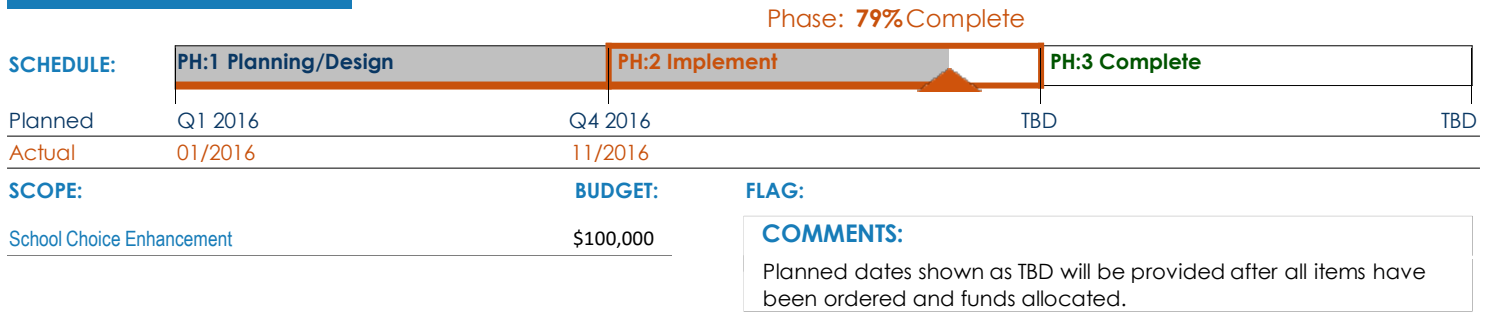 Phase: 79% Complete
SCHEDULE: PH:1 Planning/Design PH:2 Implement PH:3 Complete
Planned Q1 2016 Q4 2016 TBD TBD
Actual 01/2016 11/2016
SCOPE: BUDGET: FLAG:
School Choice Enhancement $100,000
COMMENTS:
Planned dates shown as TBD will be provided after all items have
been ordered and funds allocated.